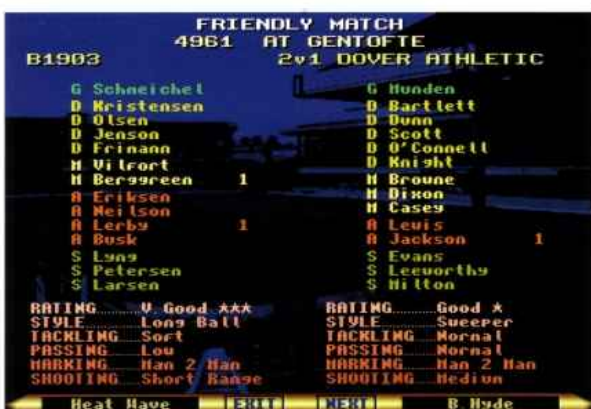 FRIENDLY MATCH
4961 AT GENTOFTE
B1903 2v1 DOVER ATHLETIC
G Schmeichel
D Kristensen
D Olsen
D Jenson
D Frimann
M Vilfort
M Berggreen 1
A Eriksen
A Neilson
A Lerby 1
A Busk
S Lyng
S Petersen
S Larsen
RATING......V.Good ***
STYLE.......Long Ball
TACKLING....Soft
PASSING.....Low
MARKING.....Man 2 Man
SHOOTING....Short Range
G Munden
D Bartlett
D Dunn
D Scott
D O'Connell
D Knight
M Browne
M Dixon
M Casey
A Lewis
A Jackson 1
S Evans
S Leeworthy
S Milton
RATING......Good *
STYLE.......Sweeper
TACKLING....Normal
PASSING.....Normal
MARKING.....Man 2 Man
SHOOTING....Medium
Heat Wave EXIT NEXT B.Hyde